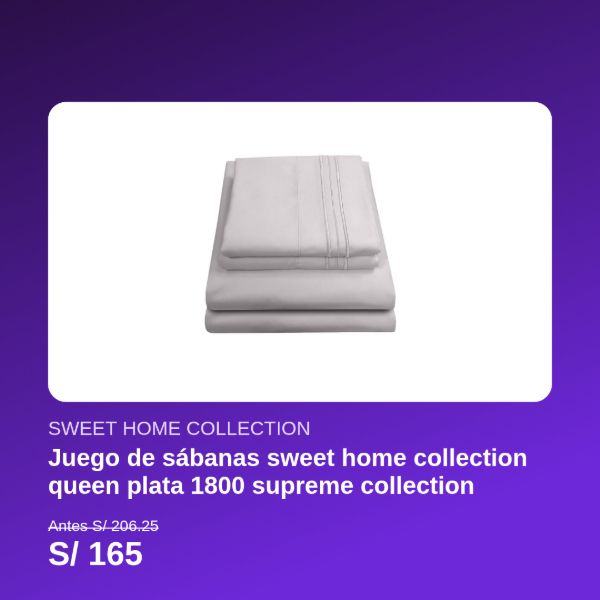 SWEET HOME COLLECTION
Juego de sábanas sweet home collection
queen plata 1800 supreme collection
Antes S/ 206.25
S/ 165